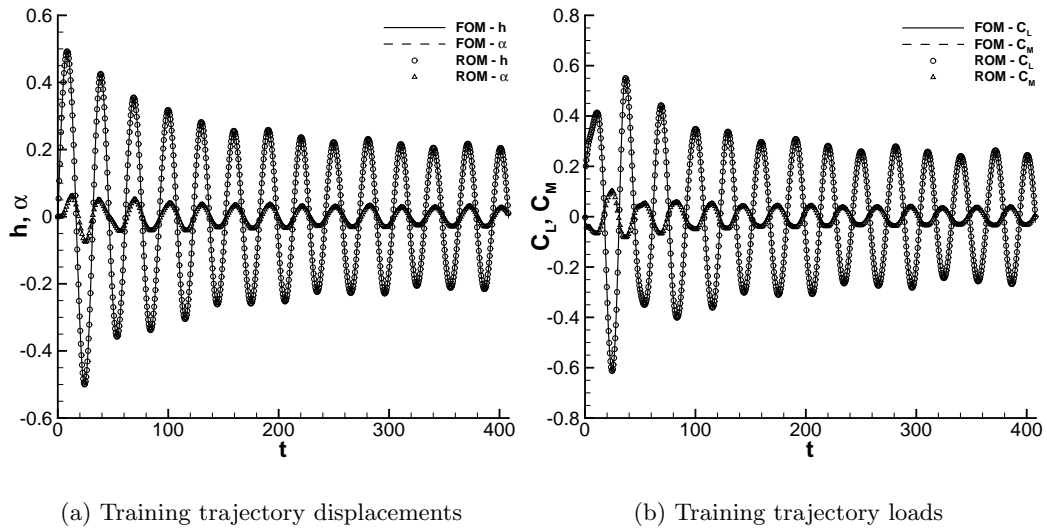 FOM - h
FOM - α
ROM - h
ROM - α
0.6
0.4
0.2
0
-0.2
-0.4
-0.6
h, α
0 100 200 300 400
t
(a) Training trajectory displacements
FOM - C_L
FOM - C_M
ROM - C_L
ROM - C_M
0.8
0.6
0.4
0.2
0
-0.2
-0.4
-0.6
-0.8
C_L, C_M
0 100 200 300 400
t
(b) Training trajectory loads